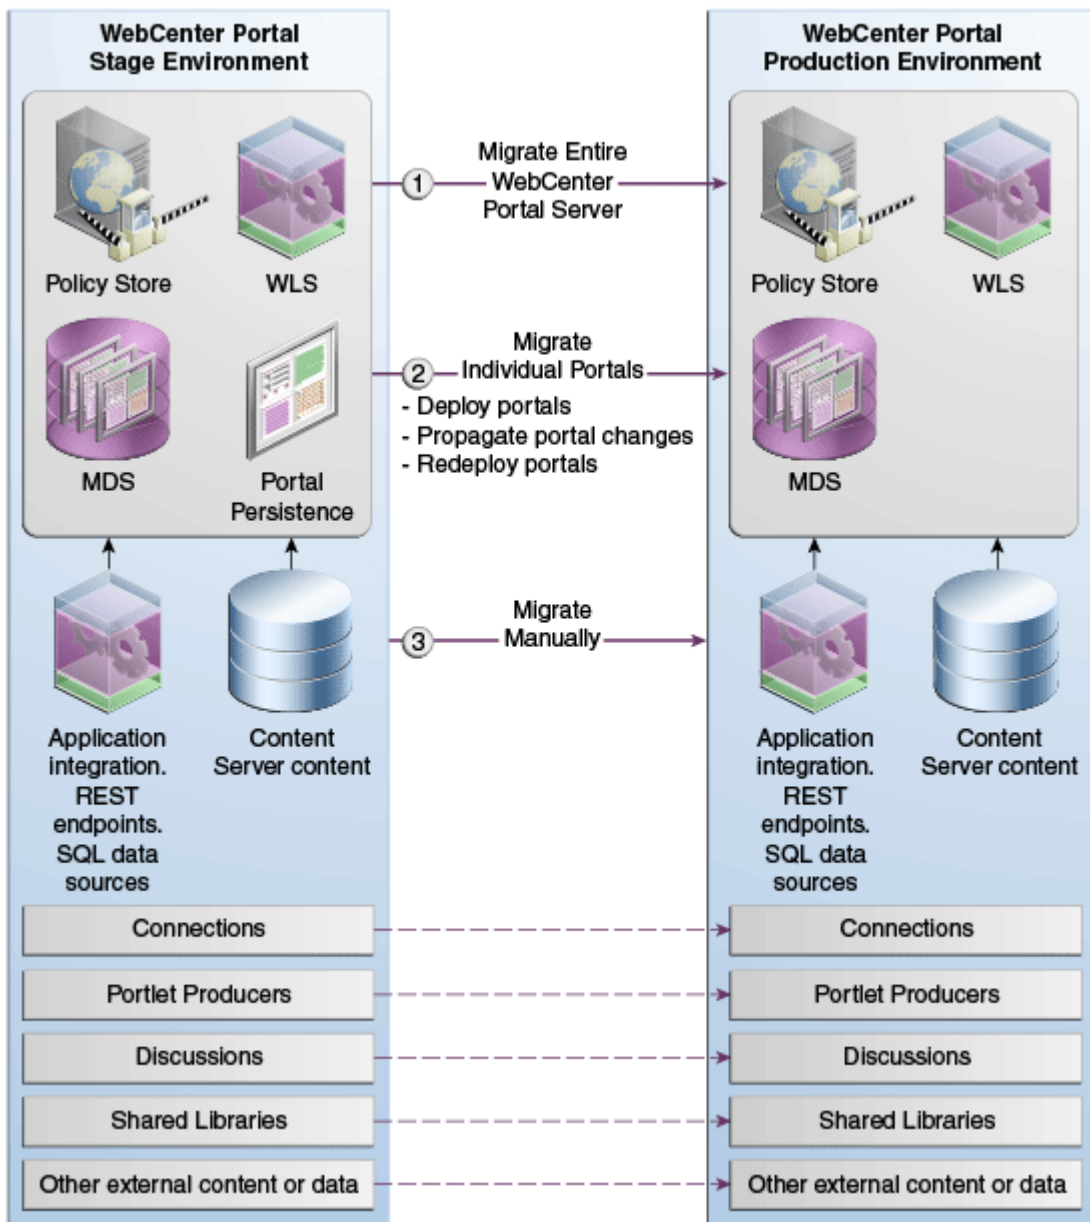 WebCenter Portal
Stage Environment
Policy Store
WLS
MDS
Portal
Persistence
Application
integration.
REST
endpoints.
SQL data
sources
Content
Server content
Connections
Portlet Producers
Discussions
Shared Libraries
Other external content or data
1
Migrate Entire
WebCenter
Portal Server
2
Migrate
Individual Portals
- Deploy portals
- Propagate portal changes
- Redeploy portals
3
Migrate
Manually
WebCenter Portal
Production Environment
Policy Store
WLS
MDS
Application
integration.
REST
endpoints.
SQL data
sources
Content
Server content
Connections
Portlet Producers
Discussions
Shared Libraries
Other external content or data